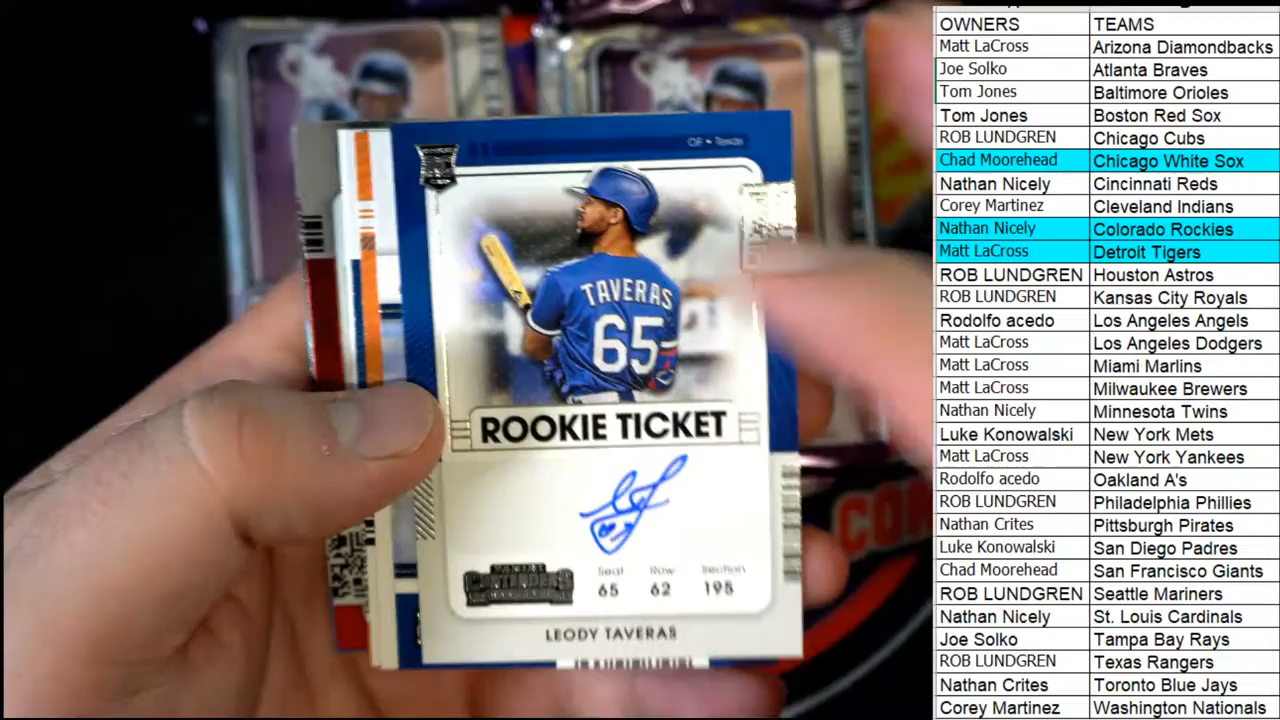 OF • Texas
RC
TAVERAS
65
ROOKIE TICKET
CONTENDERS
Seat Row Section
65 62 195
LEODY TAVERAS
CON
OWNERS TEAMS
Matt LaCross Arizona Diamondbacks
Joe Solko Atlanta Braves
Tom Jones Baltimore Orioles
Tom Jones Boston Red Sox
ROB LUNDGREN Chicago Cubs
Chad Moorehead Chicago White Sox
Nathan Nicely Cincinnati Reds
Corey Martinez Cleveland Indians
Nathan Nicely Colorado Rockies
Matt LaCross Detroit Tigers
ROB LUNDGREN Houston Astros
ROB LUNDGREN Kansas City Royals
Rodolfo acedo Los Angeles Angels
Matt LaCross Los Angeles Dodgers
Matt LaCross Miami Marlins
Matt LaCross Milwaukee Brewers
Nathan Nicely Minnesota Twins
Luke Konowalski New York Mets
Matt LaCross New York Yankees
Rodolfo acedo Oakland A's
ROB LUNDGREN Philadelphia Phillies
Nathan Crites Pittsburgh Pirates
Luke Konowalski San Diego Padres
Chad Moorehead San Francisco Giants
ROB LUNDGREN Seattle Mariners
Nathan Nicely St. Louis Cardinals
Joe Solko Tampa Bay Rays
ROB LUNDGREN Texas Rangers
Nathan Crites Toronto Blue Jays
Corey Martinez Washington Nationals